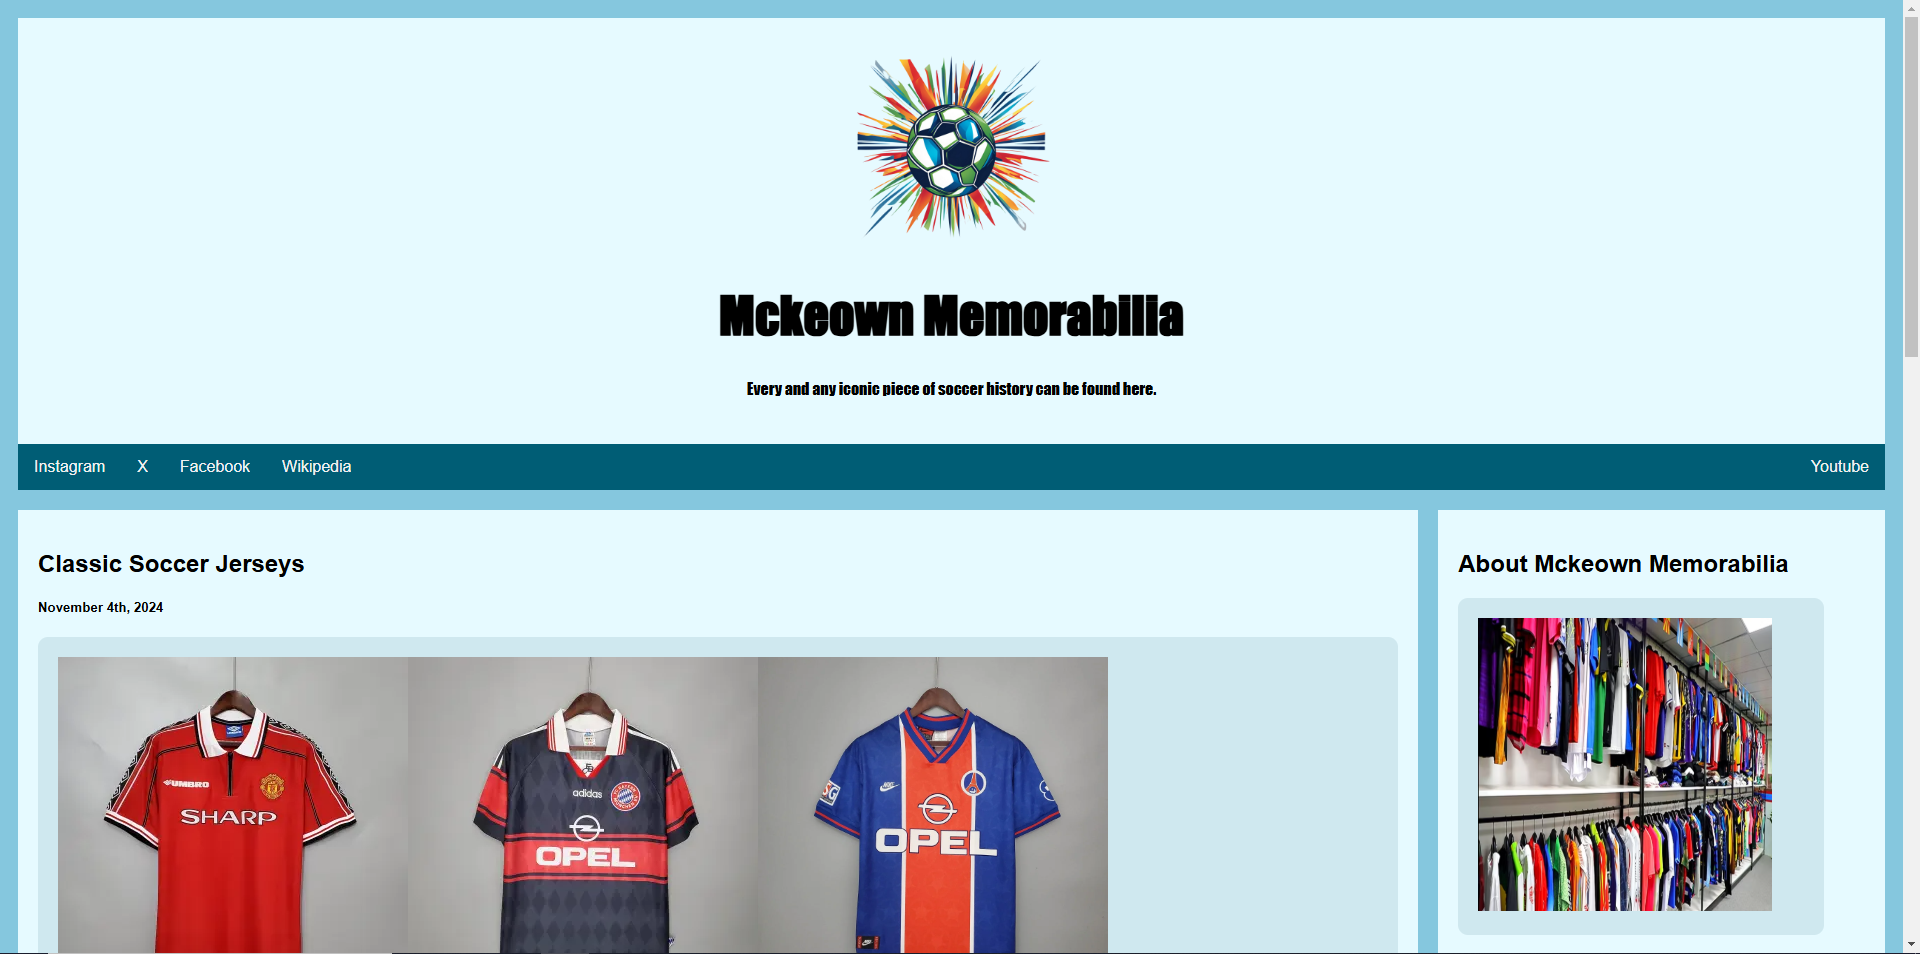 Mckeown Memorabilia
Every and any iconic piece of soccer history can be found here.
Instagram
X
Facebook
Wikipedia
Youtube
Classic Soccer Jerseys
November 4th, 2024
UMBRO
SHARP
adidas
OPEL
SG
OPEL
About Mckeown Memorabilia